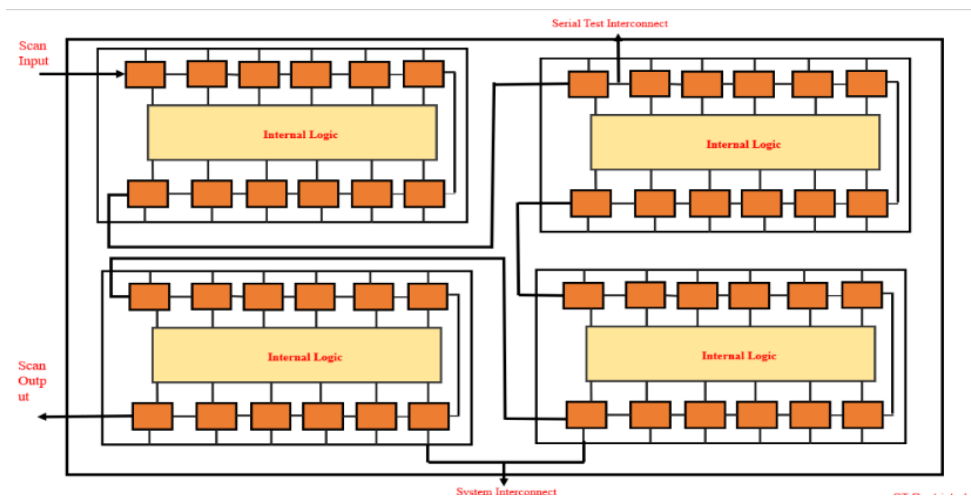 Serial Test Interconnect
Scan
Input
Internal Logic
Internal Logic
Internal Logic
Internal Logic
Scan
Outp
ut
System Interconnect